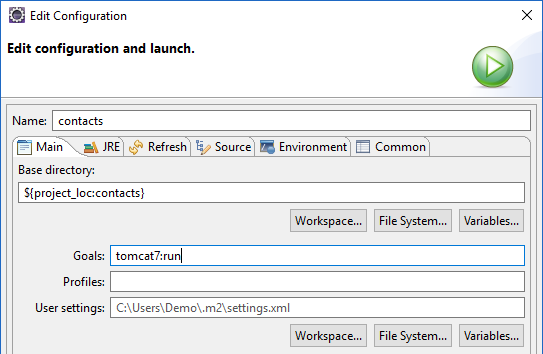 Edit Configuration
Edit configuration and launch.
Name: contacts
Main JRE Refresh Source Environment Common
Base directory:
${project_loc:contacts}
Workspace... File System... Variables...
Goals: tomcat7:run
Profiles:
User settings: C:\Users\Demo\.m2\settings.xml
Workspace... File System... Variables...